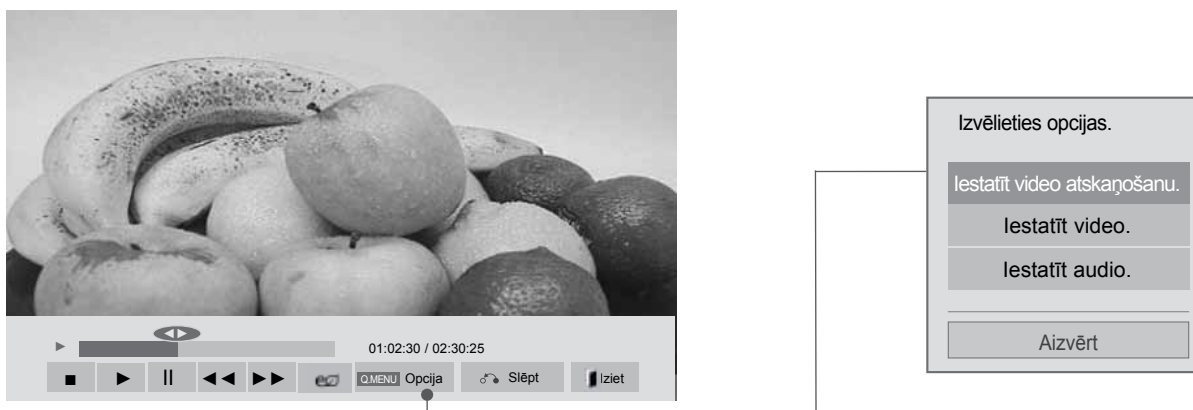 01:02:30 / 02:30:25
Q.MENU Opcija Slēpt Iziet
Izvēlieties opcijas.
Iestatīt video atskaņošanu.
Iestatīt video.
Iestatīt audio.
Aizvērt